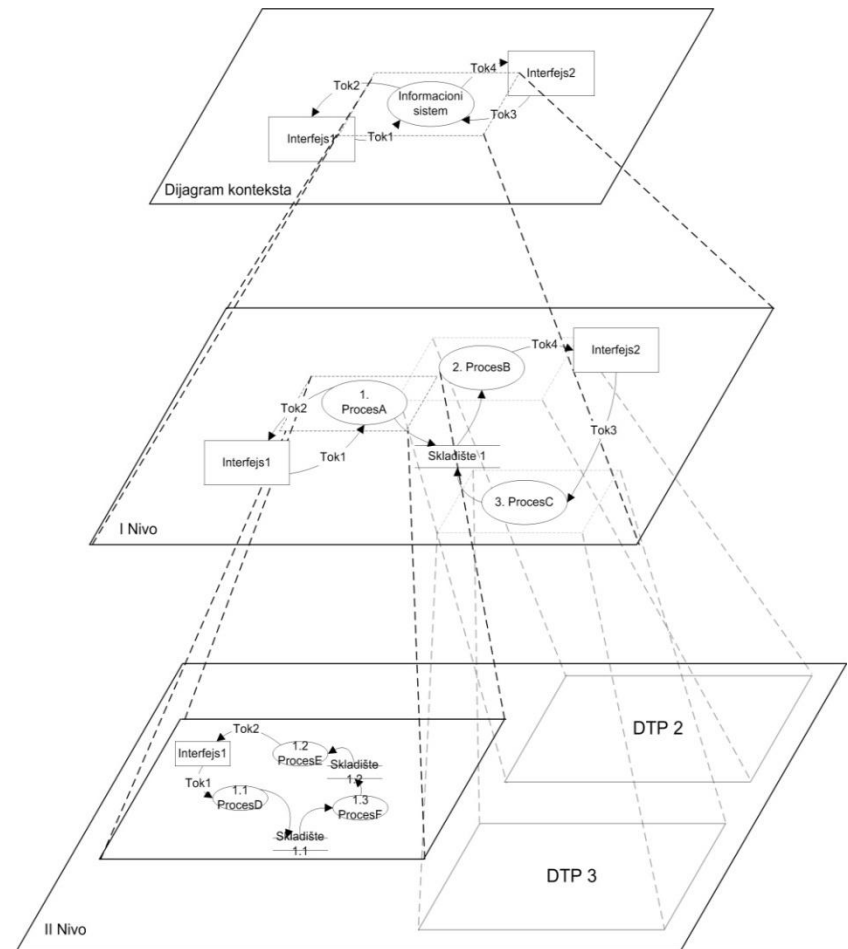 Tok4
Interfejs2
Tok2
Informacioni
sistem
Tok3
Interfejs1
Tok1
Dijagram konteksta
Tok4
Interfejs2
2. ProcesB
1.
ProcesA
Tok2
Tok3
Interfejs1
Tok1
Skladište 1
3. ProcesC
I Nivo
Tok2
Interfejs1
1.2
ProcesE
Skladište
1.2
Tok1
1.1
ProcesD
1.3
ProcesF
Skladište
1.1
DTP 2
DTP 3
II Nivo